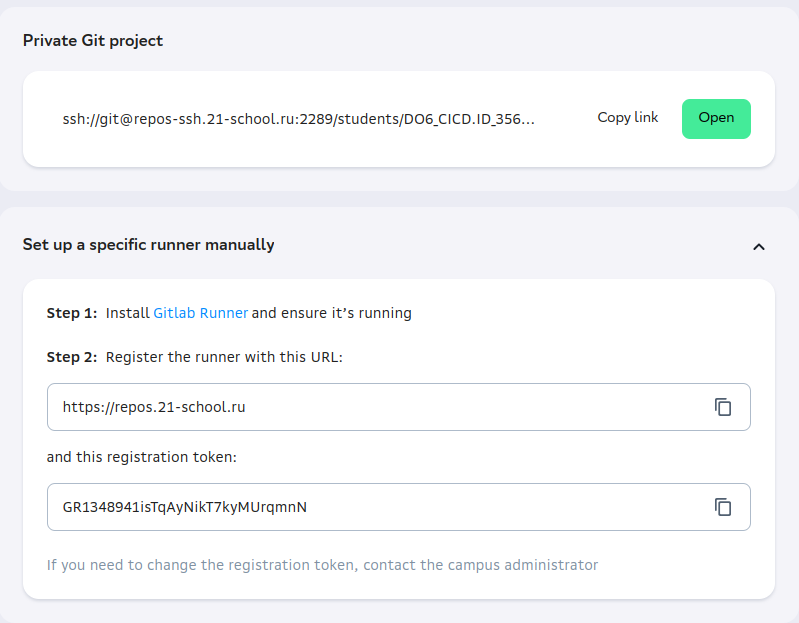 Private Git project
ssh://git@repos-ssh.21-school.ru:2289/students/DO6_CICD.ID_356...
Copy link
Open
Set up a specific runner manually
Step 1: Install Gitlab Runner and ensure it's running
Step 2: Register the runner with this URL:
https://repos.21-school.ru
and this registration token:
GR1348941isTqAyNikT7kyMUrqmnN
If you need to change the registration token, contact the campus administrator